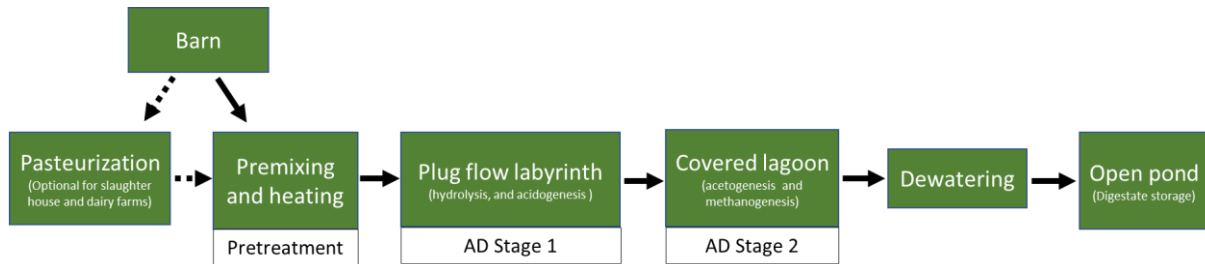 Barn
Pasteurization
(Optional for slaughter
house and dairy farms)
Premixing
and heating
Pretreatment
Plug flow labyrinth
(hydrolysis, and acidogenesis )
AD Stage 1
Covered lagoon
(acetogenesis and
methanogenesis)
AD Stage 2
Dewatering
Open pond
(Digestate storage)